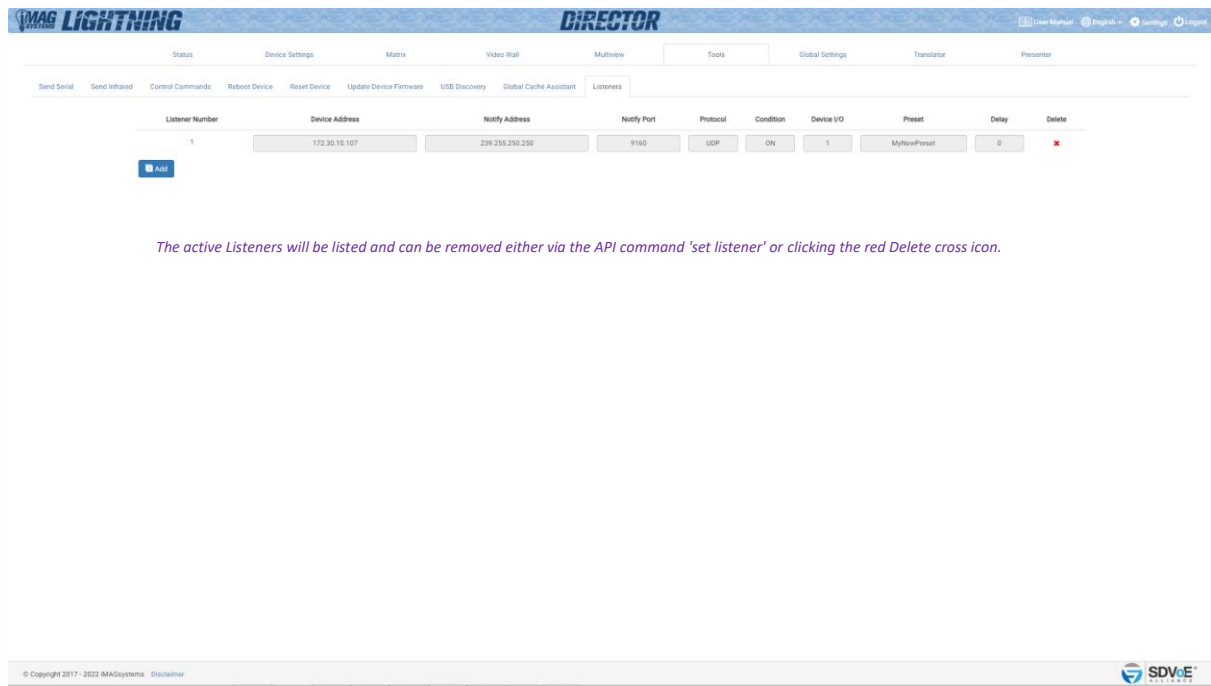 iMAG SYSTEMS LiGHTNiNG DiRECTOR User Manual English Settings Logout
Status Device Settings Matrix Video Wall Multiview Tools Global Settings Translator Presenter
Send Serial Send Infrared Control Commands Reboot Device Reset Device Update Device Firmware USB Discovery Global Caché Assistant Listeners
Listener Number Device Address Notify Address Notify Port Protocol Condition Device I/O Preset Delay Delete
1 172.30.10.107 239.255.250.250 9160 UDP ON 1 MyNewPreset 0
Add
The active Listeners will be listed and can be removed either via the API command 'set listener' or clicking the red Delete cross icon.
© Copyright 2017 - 2022 iMAGsystems Disclaimer SDVoE
ALLIANCE